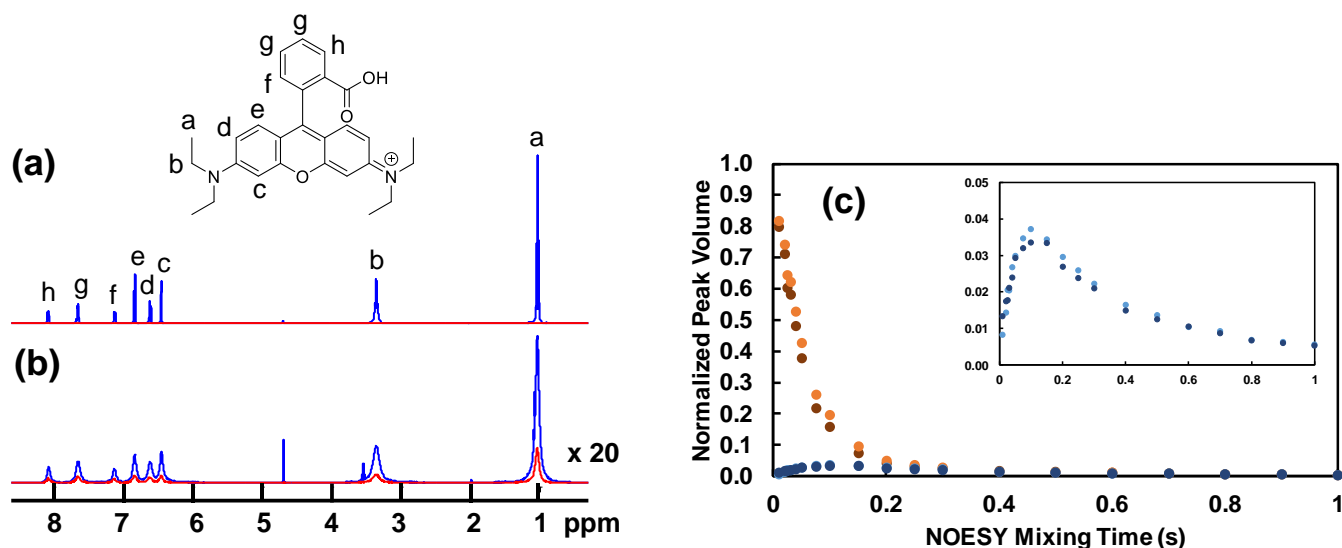 g
g
h
f
OH
O
a
d
e
b
N
c
O
N
+
(a)
a
h
g
f
e
d
c
b
(b)
x 20
8
7
6
5
4
3
2
1
ppm
(c)
Normalized Peak Volume
1.0
0.9
0.8
0.7
0.6
0.5
0.4
0.3
0.2
0.1
0.0
0
0.2
0.4
0.6
0.8
1
NOESY Mixing Time (s)
0.05
0.04
0.03
0.02
0.01
0.00
0
0.2
0.4
0.6
0.8
1